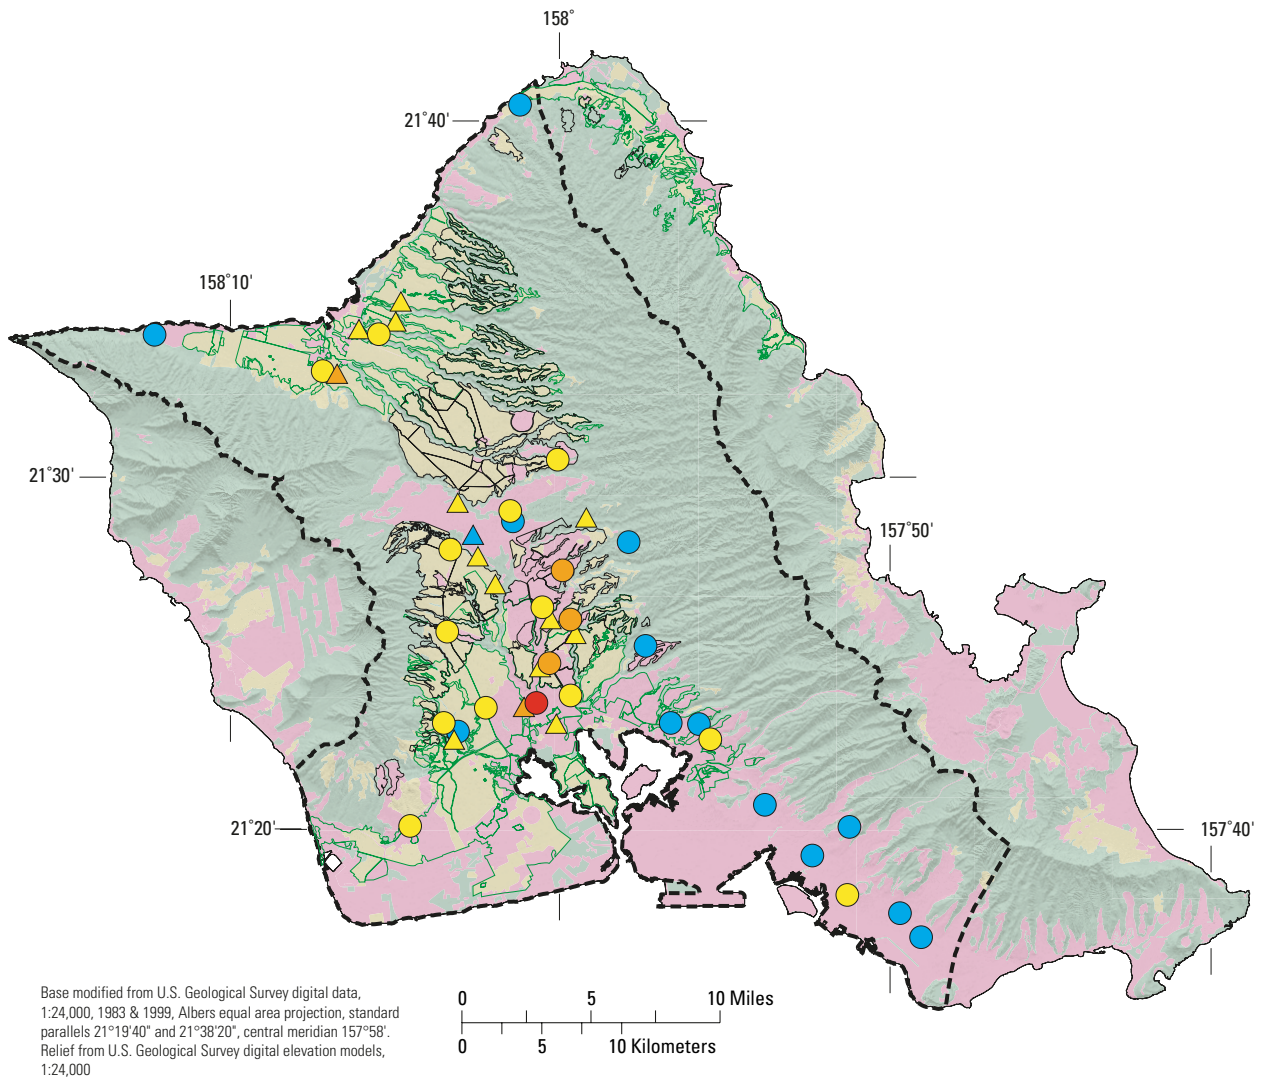 158°
21°40'
158°10'
21°30'
157°50'
21°20'
157°40'
Base modified from U.S. Geological Survey digital data,
1:24,000, 1983 & 1999, Albers equal area projection, standard
parallels 21°19'40" and 21°38'20", central meridian 157°58'.
Relief from U.S. Geological Survey digital elevation models,
1:24,000
0 5 10 Miles
0 5 10 Kilometers